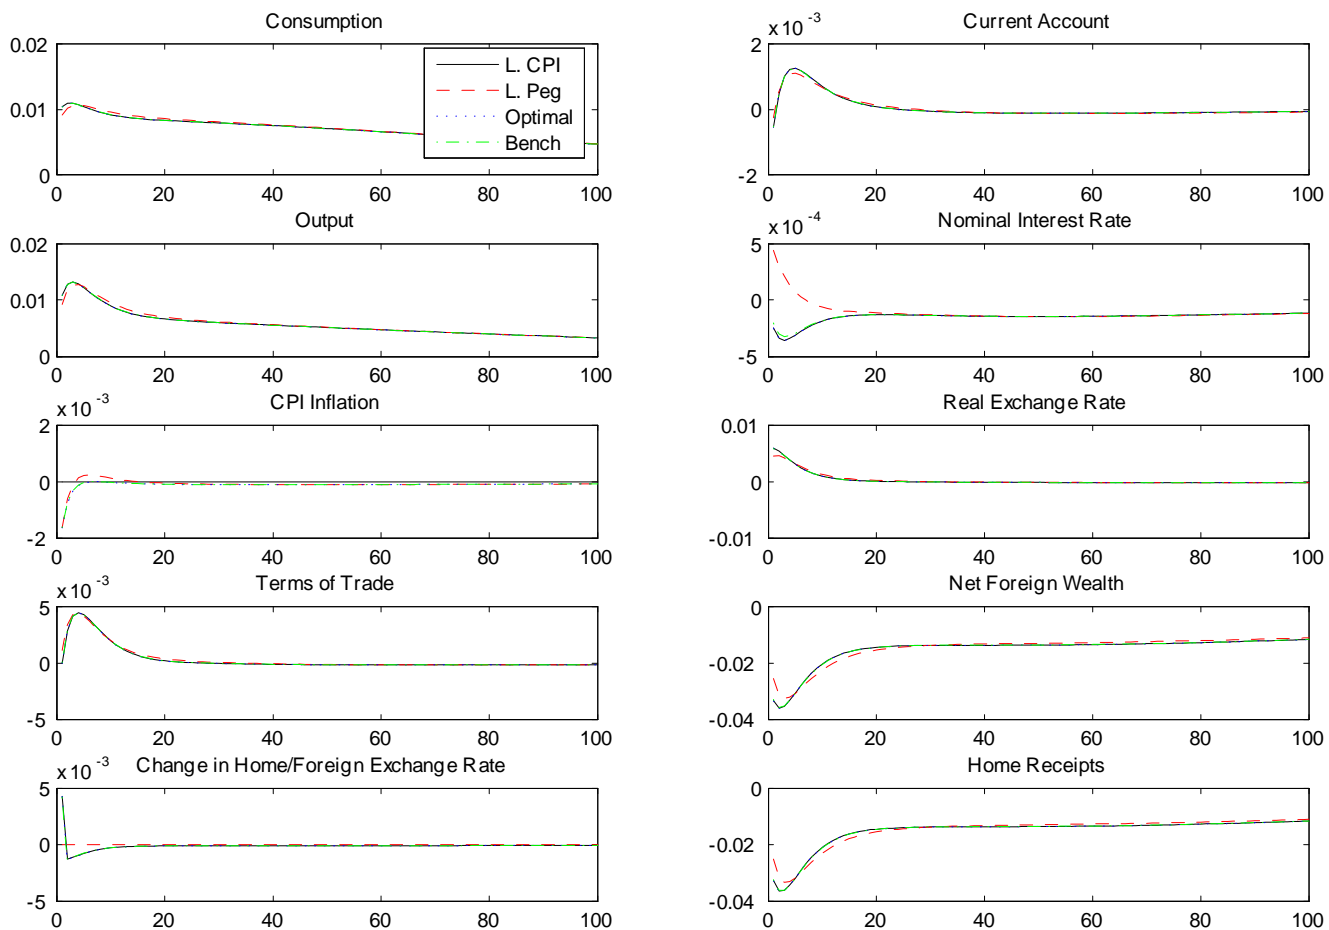 Consumption
0.02
0.01
0
0 20 40 60 80 100
L. CPI
L. Peg
Optimal
Bench
Current Account
x 10 -3
2
0
-2
0 20 40 60 80 100
Output
0.02
0.01
0
0 20 40 60 80 100
Nominal Interest Rate
x 10 -4
5
0
-5
0 20 40 60 80 100
CPI Inflation
x 10 -3
2
0
-2
0 20 40 60 80 100
Real Exchange Rate
0.01
0
-0.01
0 20 40 60 80 100
Terms of Trade
x 10 -3
5
0
-5
0 20 40 60 80 100
Net Foreign Wealth
0
-0.02
-0.04
0 20 40 60 80 100
Change in Home/Foreign Exchange Rate
x 10 -3
5
0
-5
0 20 40 60 80 100
Home Receipts
0
-0.02
-0.04
0 20 40 60 80 100